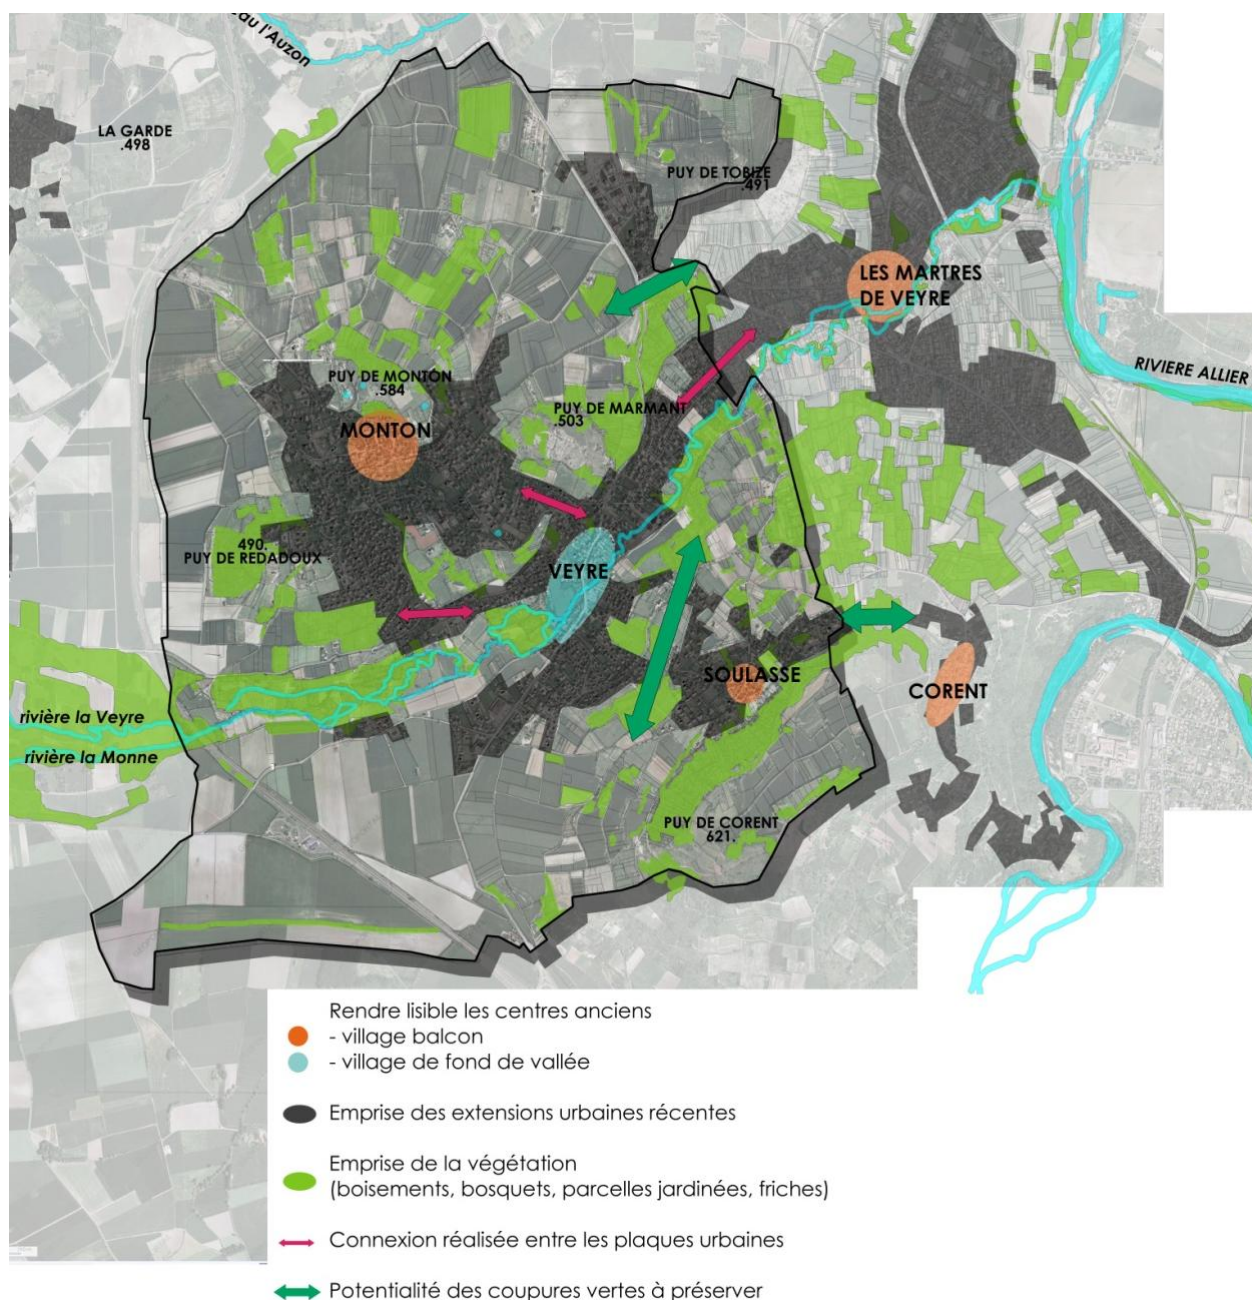 eau l'Auzon
LA GARDE
.498
PUY DE TOBIZE
.491
LES MARTRES
DE VEYRE
RIVIERE ALLIER
PUY DE MONTON
.584
MONTON
PUY DE MARMANT
.503
490.
PUY DE REDADOUX
VEYRE
SOULASSE
CORENT
rivière la Veyre
rivière la Monne
PUY DE CORENT
621.
Rendre lisible les centres anciens
- village balcon
- village de fond de vallée
Emprise des extensions urbaines récentes
Emprise de la végétation
(boisements, bosquets, parcelles jardinées, friches)
Connexion réalisée entre les plaques urbaines
Potentialité des coupures vertes à préserver